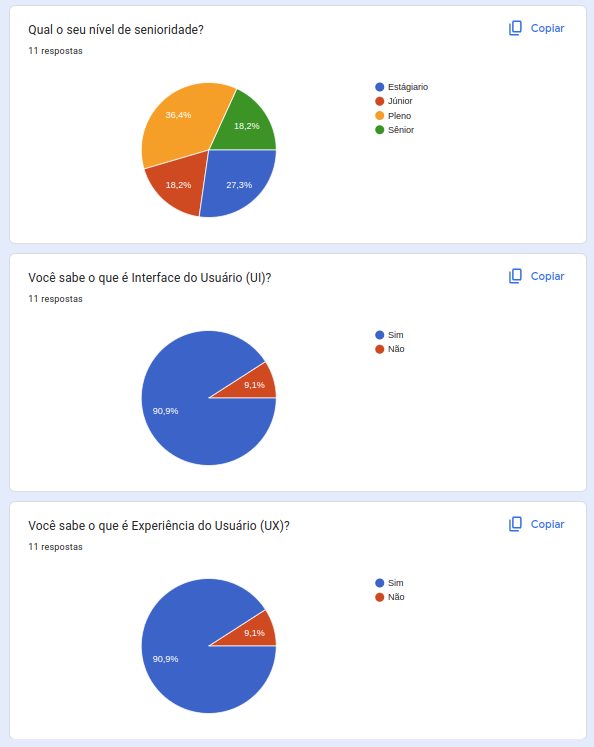 Qual o seu nível de senioridade?
Copiar
11 respostas
36,4%
18,2%
18,2%
27,3%
Estágiario
Júnior
Pleno
Sênior
Você sabe o que é Interface do Usuário (UI)?
Copiar
11 respostas
9,1%
90,9%
Sim
Não
Você sabe o que é Experiência do Usuário (UX)?
Copiar
11 respostas
9,1%
90,9%
Sim
Não